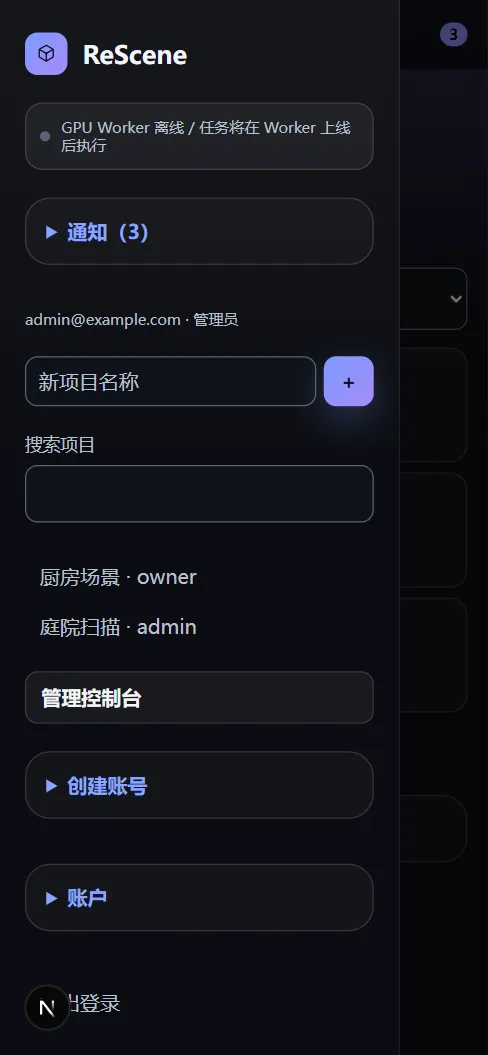 ReScene
3
GPU Worker 离线 / 任务将在 Worker 上线
后执行
▶ 通知（3）
admin@example.com · 管理员
新项目名称
+
搜索项目
厨房场景 · owner
庭院扫描 · admin
管理控制台
▶ 创建账号
▶ 账户
N
登录